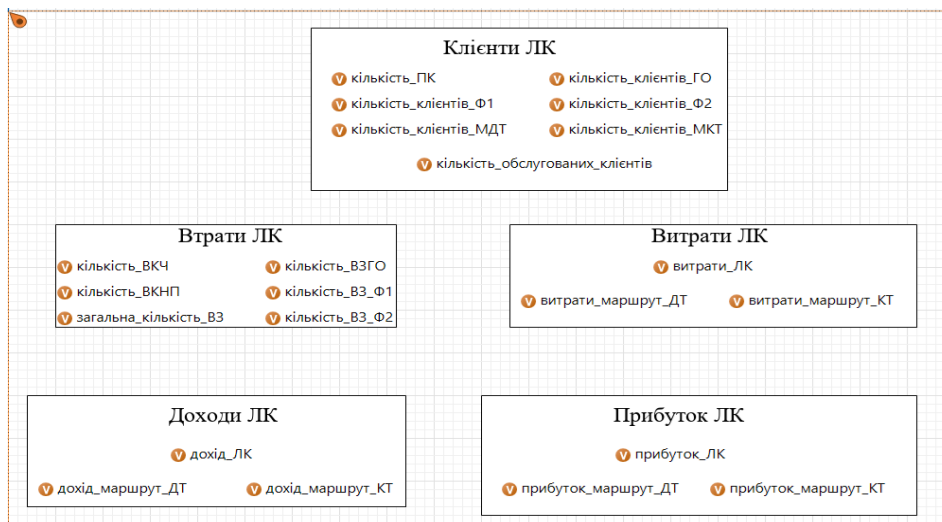 Клієнти ЛК
V кількість_ПК V кількість_клієнтів_ГО
V кількість_клієнтів_Ф1 V кількість_клієнтів_Ф2
V кількість_клієнтів_МДТ V кількість_клієнтів_МКТ
V кількість_обслугованих_клієнтів
Втрати ЛК
V кількість_ВКЧ V кількість_ВЗГО
V кількість_ВКНП V кількість_ВЗ_Ф1
V загальна_кількість_ВЗ V кількість_ВЗ_Ф2
Витрати ЛК
V витрати_ЛК
V витрати_маршрут_ДТ V витрати_маршрут_КТ
Доходи ЛК
V дохід_ЛК
V дохід_маршрут_ДТ V дохід_маршрут_КТ
Прибуток ЛК
V прибуток_ЛК
V прибуток_маршрут_ДТ V прибуток_маршрут_КТ